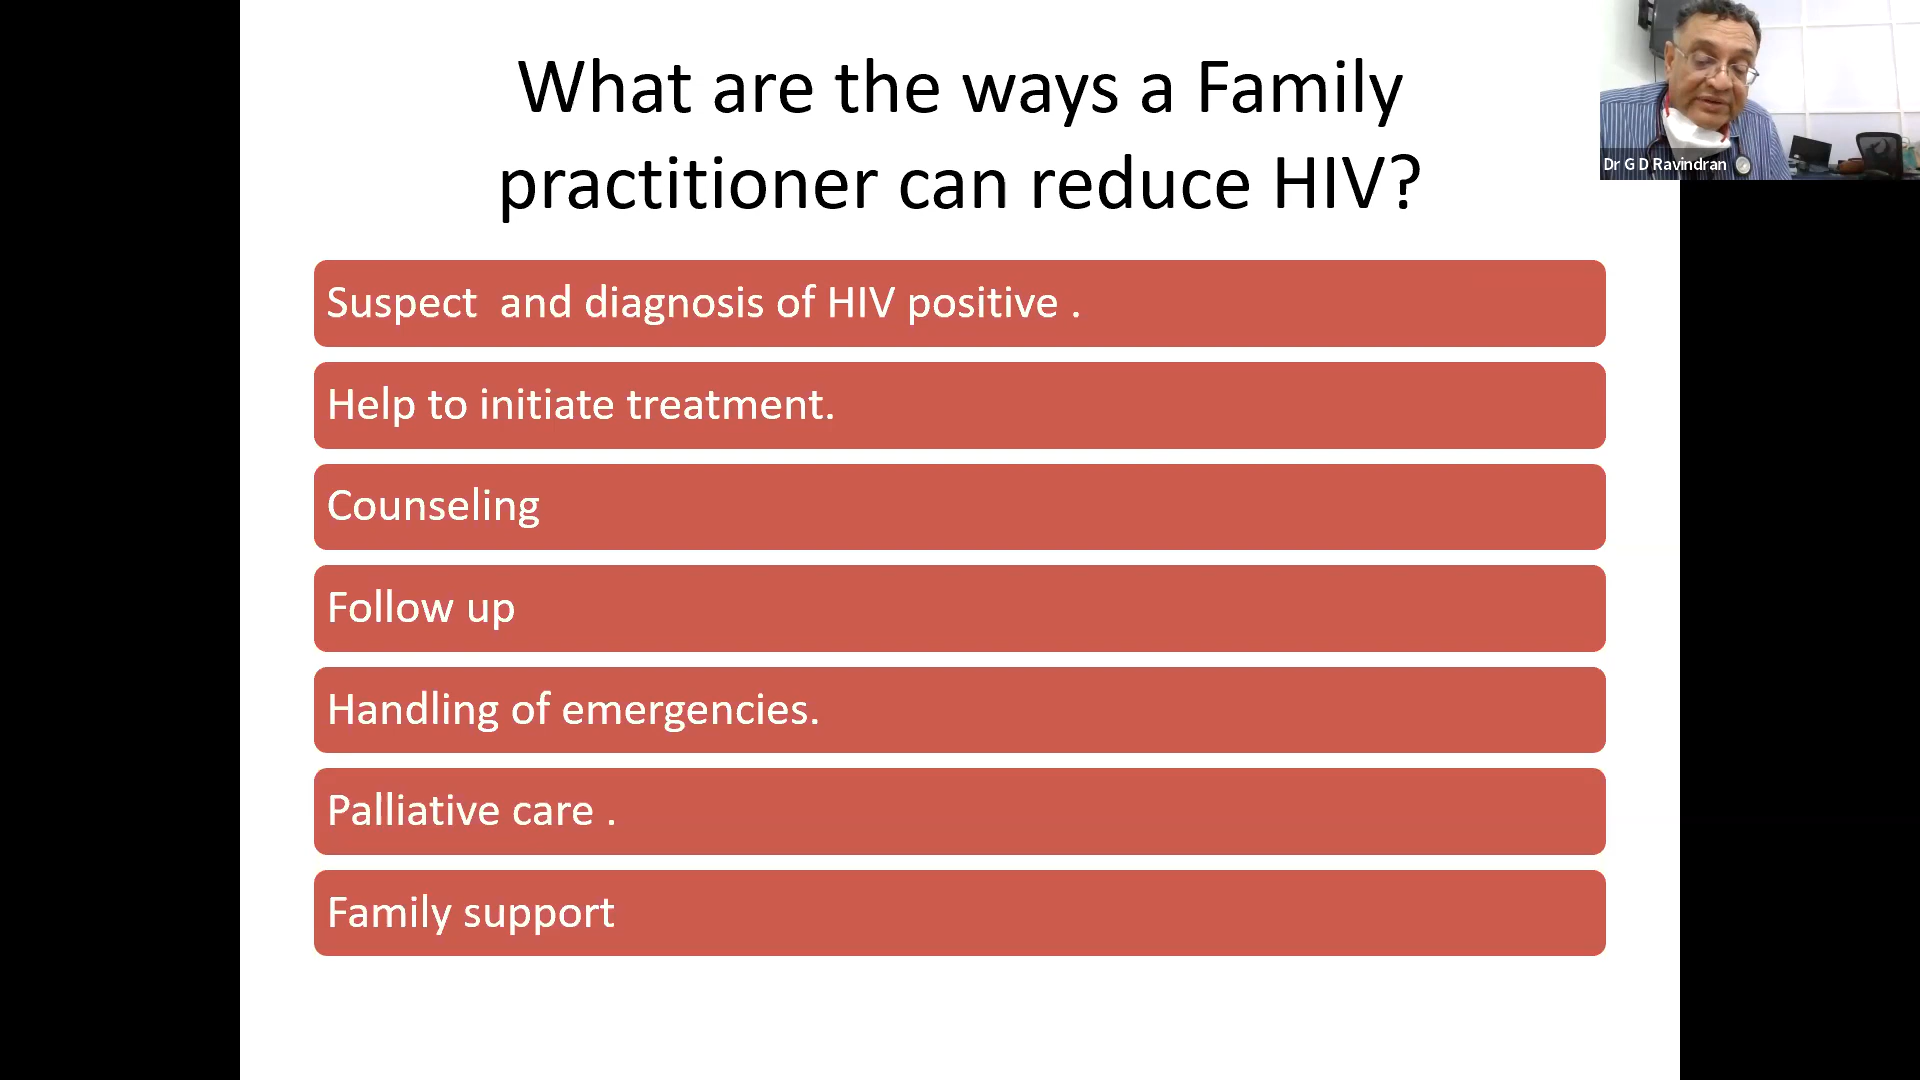 What are the ways a Family
practitioner can reduce HIV?
Dr G D Ravindran
Suspect  and diagnosis of HIV positive .
Help to initiate treatment.
Counseling
Follow up
Handling of emergencies.
Palliative care .
Family support